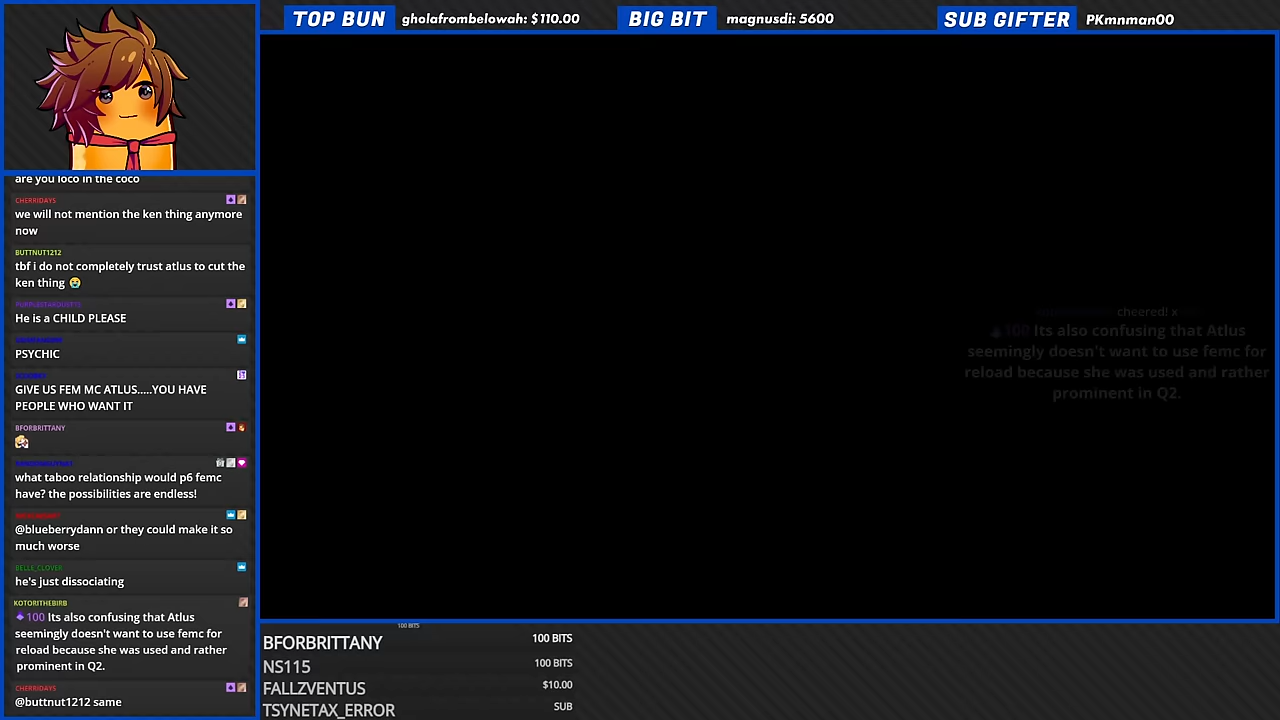 TOP BUN gholafrombelowah: $110.00 BIG BIT magnusdi: 5600 SUB GIFTER PKmnman00
are you loco in the coco
CHERRIDAYS
we will not mention the ken thing anymore
now
BUTTNUT1212
tbf i do not completely trust atlus to cut the
ken thing 😭
He is a CHILD PLEASE
PSYCHIC
GIVE US FEM MC ATLUS.....YOU HAVE
PEOPLE WHO WANT IT
BFORBRITTANY
what taboo relationship would p6 femc
have? the possibilities are endless!
@blueberrydann or they could make it so
much worse
BELLE_CLOVER
he's just dissociating
KOTORITHEBIRB
100 Its also confusing that Atlus
seemingly doesn't want to use femc for
reload because she was used and rather
prominent in Q2.
CHERRIDAYS
@buttnut1212 same
cheered! x
100 Its also confusing that Atlus
seemingly doesn't want to use femc for
reload because she was used and rather
prominent in Q2.
100 BITS
BFORBRITTANY 100 BITS
NS115 100 BITS
FALLZVENTUS $10.00
TSYNETAX_ERROR SUB